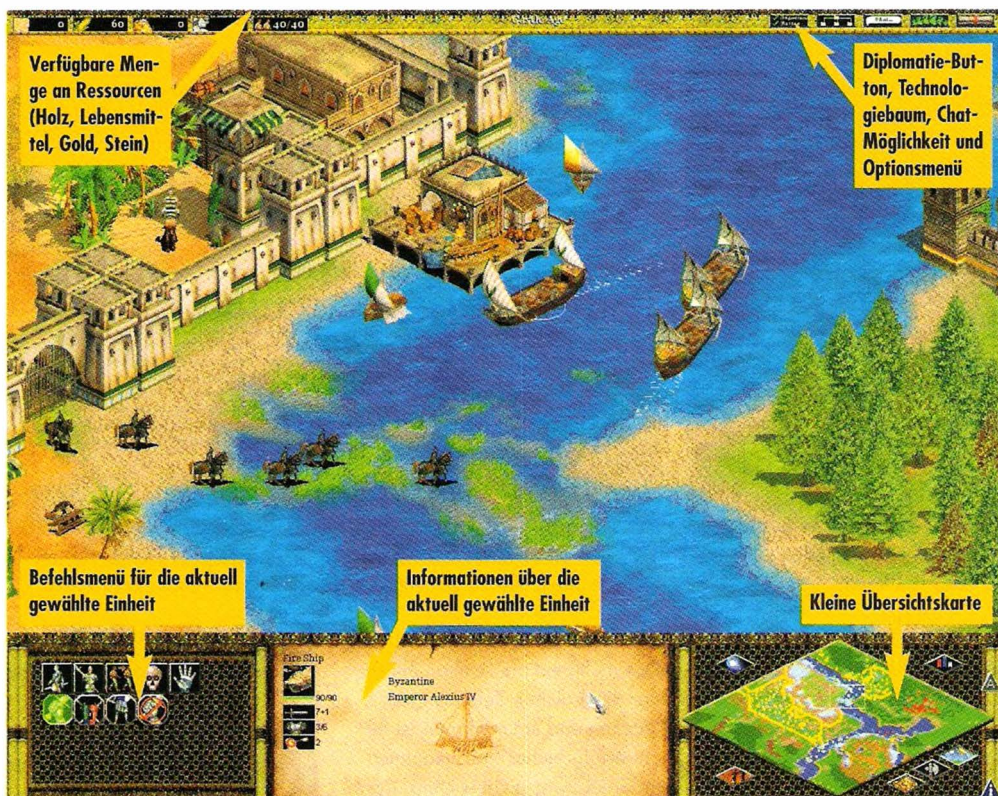 0 60 0 40/40
Verfügbare Men-
ge an Ressourcen
(Holz, Lebensmit-
tel, Gold, Stein)
Diplomatie-But-
ton, Technolo-
giebaum, Chat-
Möglichkeit und
Optionsmenü
Befehlsmenü für die aktuell
gewählte Einheit
Informationen über die
aktuell gewählte Einheit
Kleine Übersichtskarte
Fire Ship
90/90
7+1
3/6
2
Byzantine
Emperor Alexius IV